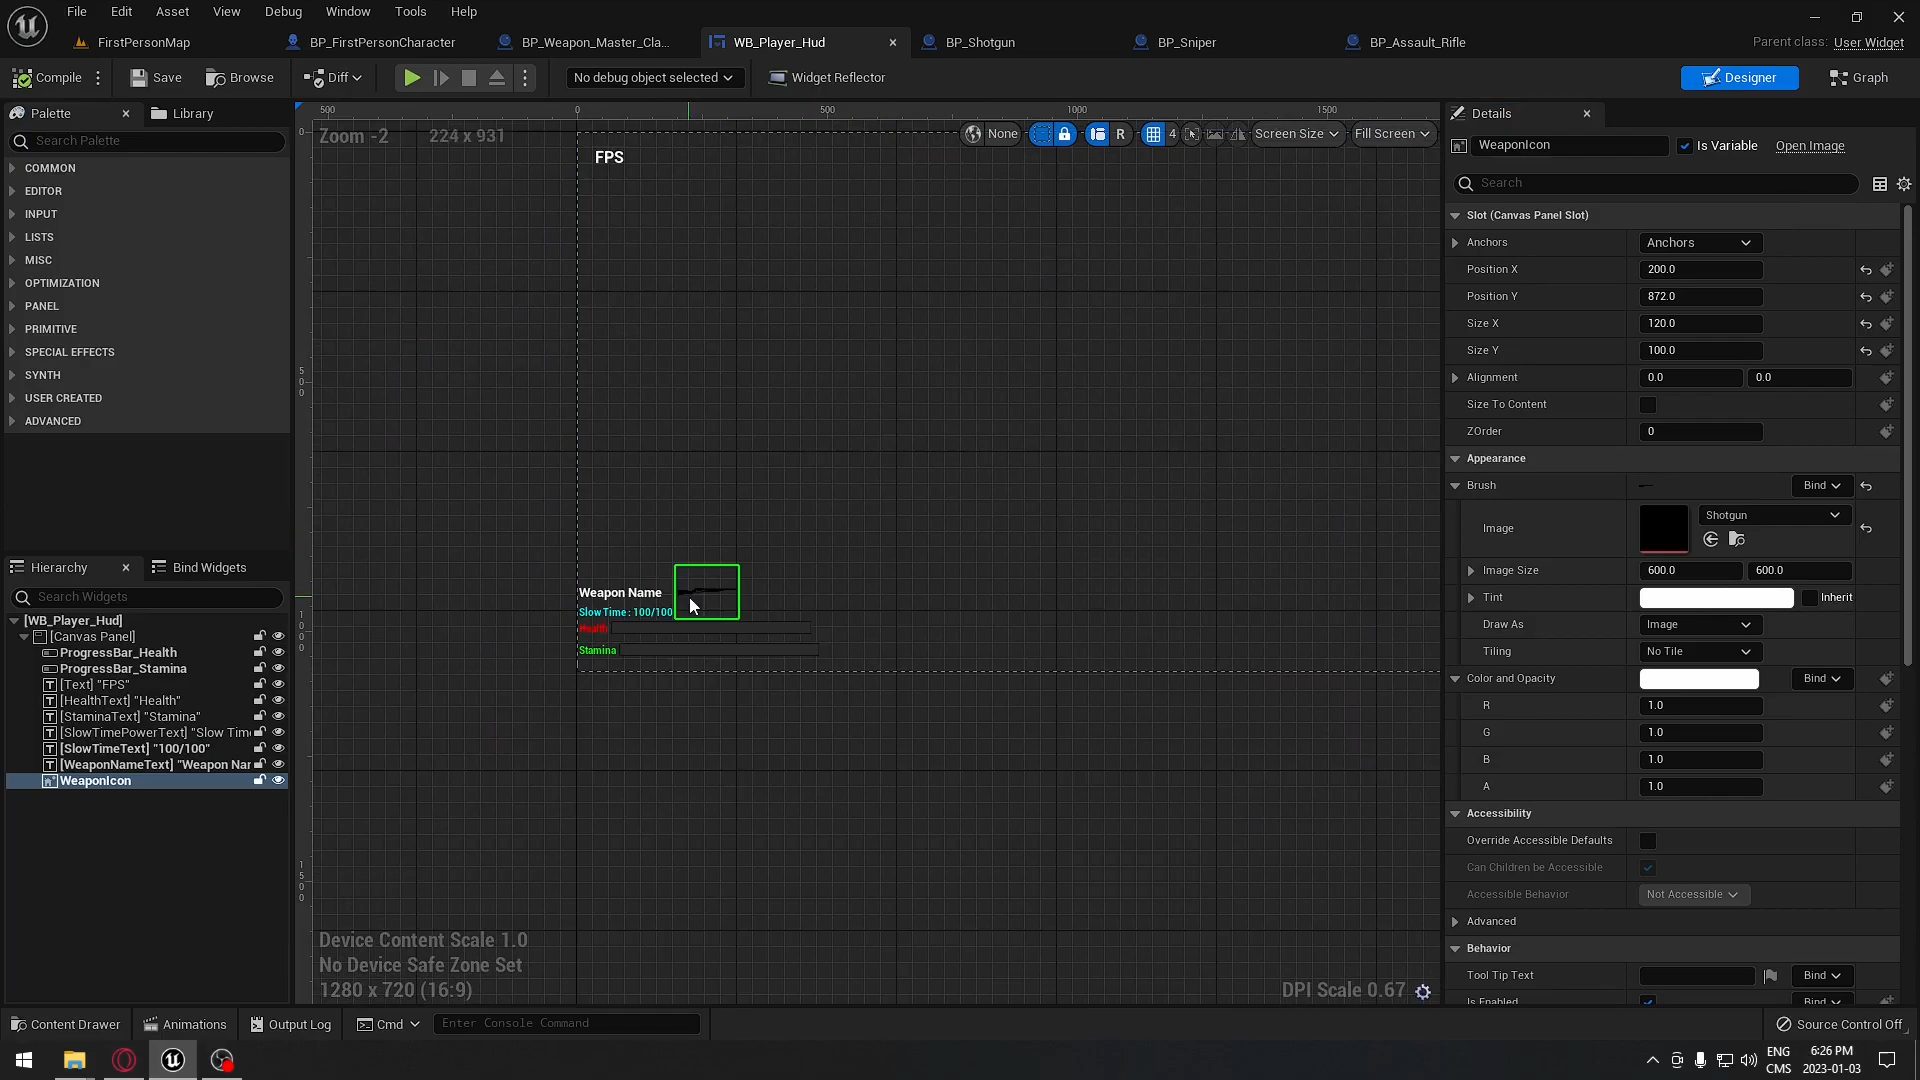 File Edit Asset View Debug Window Tools Help
FirstPersonMap BP_FirstPersonCharacter BP_Weapon_Master_Cla... WB_Player_Hud BP_Shotgun BP_Sniper BP_Assault_Rifle Parent class: User Widget
Compile Save Browse Diff No debug object selected Widget Reflector Designer Graph
Palette Library
Search Palette
COMMON
EDITOR
INPUT
LISTS
MISC
OPTIMIZATION
PANEL
PRIMITIVE
SPECIAL EFFECTS
SYNTH
USER CREATED
ADVANCED
Hierarchy Bind Widgets
Search Widgets
[WB_Player_Hud]
[Canvas Panel]
ProgressBar_Health
ProgressBar_Stamina
[Text] "FPS"
[HealthText] "Health"
[StaminaText] "Stamina"
[SlowTimePowerText] "Slow Tim
[SlowTimeText] "100/100"
[WeaponNameText] "Weapon Nar
WeaponIcon
500 0 500 1000 1500
0
500
1000
1500
Zoom -2 224 x 931
None R 4 Screen Size Fill Screen
FPS
Weapon Name
Slow Time : 100/100
Health
Stamina
Device Content Scale 1.0
No Device Safe Zone Set
1280 x 720 (16:9)
DPI Scale 0.67
Details
WeaponIcon Is Variable Open Image
Search
Slot (Canvas Panel Slot)
Anchors Anchors
Position X 200.0
Position Y 872.0
Size X 120.0
Size Y 100.0
Alignment 0.0 0.0
Size To Content
ZOrder 0
Appearance
Brush Bind
Image Shotgun
Image Size 600.0 600.0
Tint Inherit
Draw As Image
Tiling No Tile
Color and Opacity Bind
R 1.0
G 1.0
B 1.0
A 1.0
Accessibility
Override Accessible Defaults
Can Children be Accessible
Accessible Behavior Not Accessible
Advanced
Behavior
Tool Tip Text Bind
Is Enabled Bind
Content Drawer Animations Output Log Cmd Enter Console Command Source Control Off
ENG 6:26 PM
CMS 2023-01-03